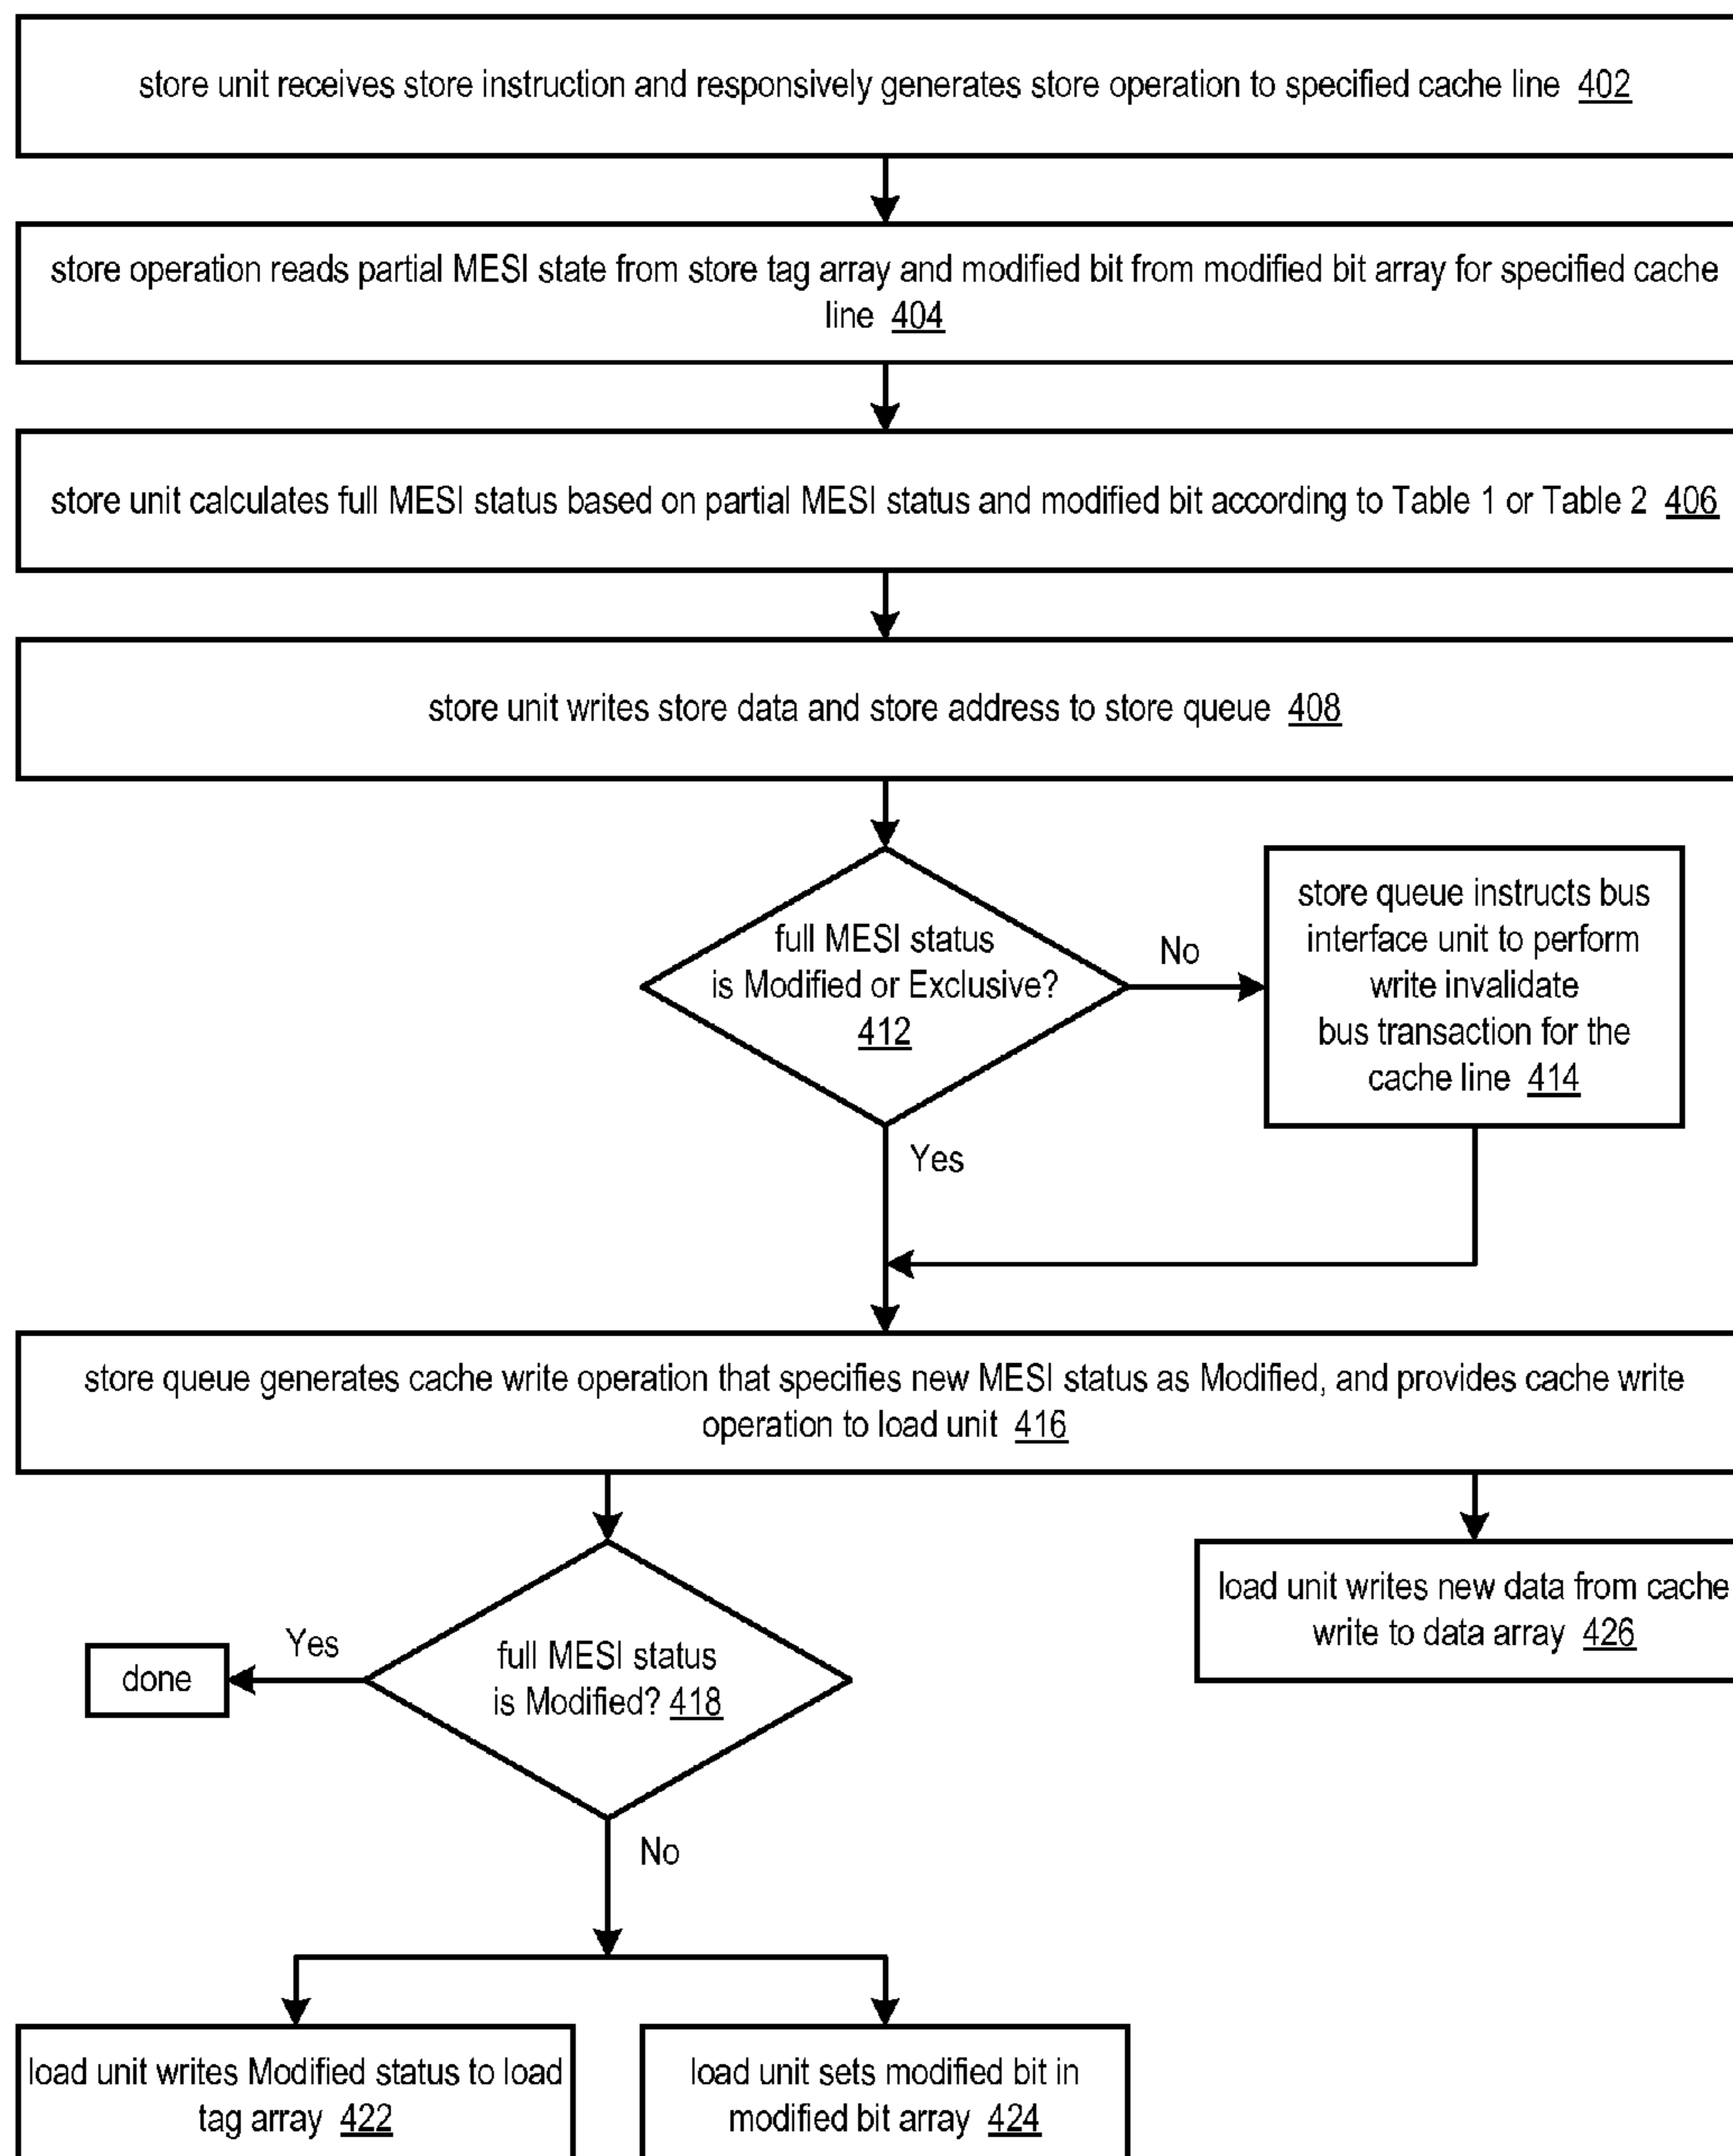 store unit receives store instruction and responsively generates store operation to specified cache line 402
store operation reads partial MESI state from store tag array and modified bit from modified bit array for specified cache
line 404
store unit calculates full MESI status based on partial MESI status and modified bit according to Table 1 or Table 2 406
store unit writes store data and store address to store queue 408
full MESI status
is Modified or Exclusive?
412
No
store queue instructs bus
interface unit to perform
write invalidate
bus transaction for the
cache line 414
Yes
store queue generates cache write operation that specifies new MESI status as Modified, and provides cache write
operation to load unit 416
full MESI status
is Modified? 418
Yes
done
load unit writes new data from cache
write to data array 426
No
load unit writes Modified status to load
tag array 422
load unit sets modified bit in
modified bit array 424